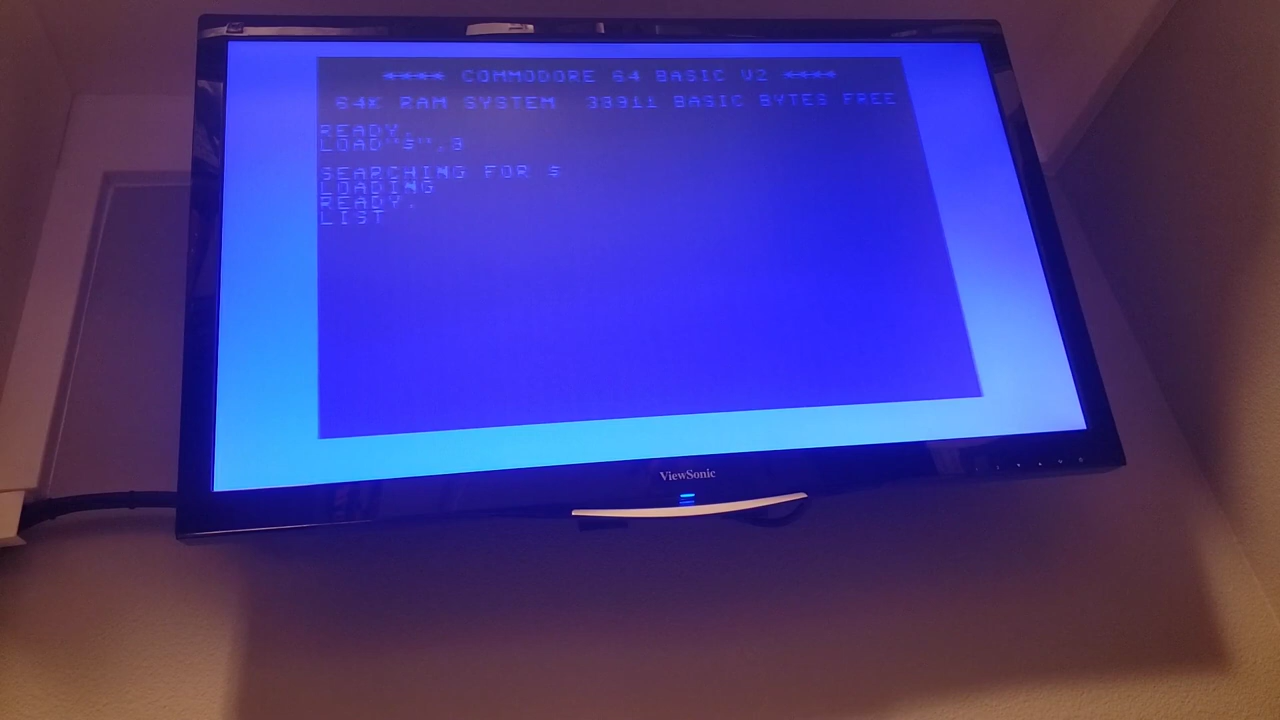 **** COMMODORE 64 BASIC V2 ****
64K RAM SYSTEM 38911 BASIC BYTES FREE
READY.
LOAD"$",8
SEARCHING FOR $
LOADING
READY.
LIST
ViewSonic